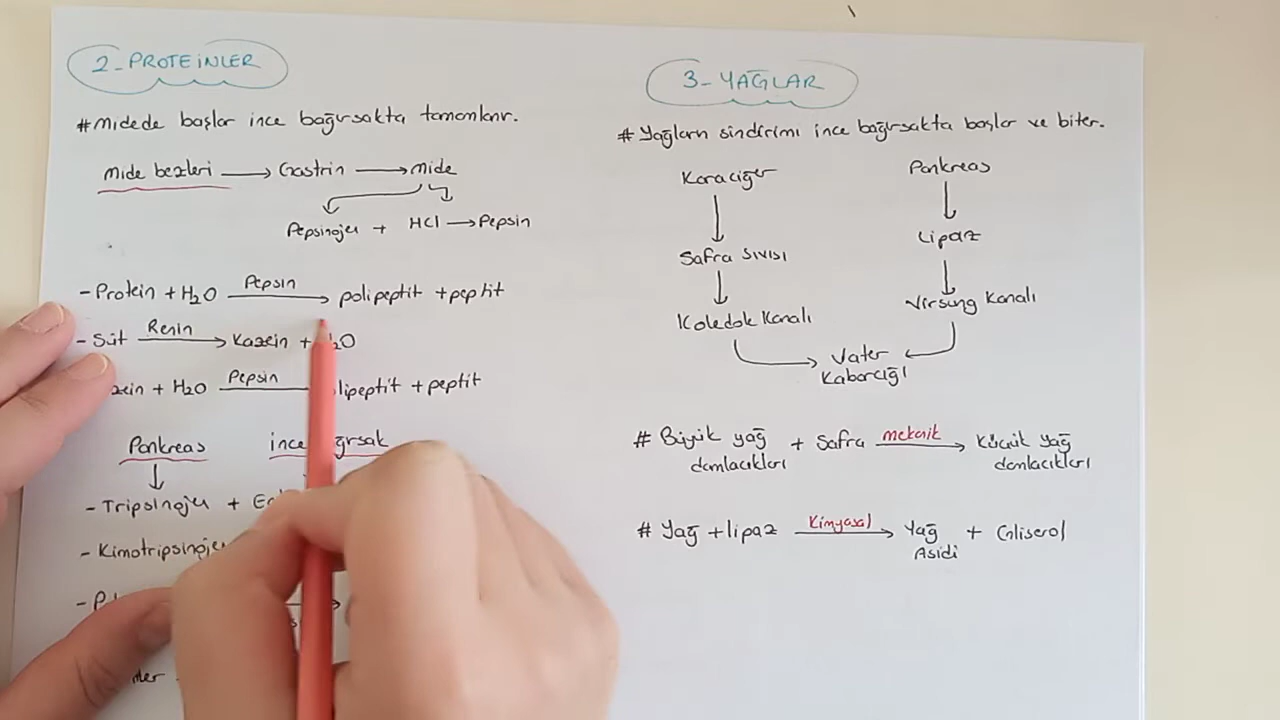 2-PROTEİNLER
#Midede başlar ince bağırsakta tamamlanır.
Mide bezleri → Gastrin → Mide
Pepsinojen + HCl → Pepsin
-Protein + H2O Pepsin → polipeptit + peptit
-Süt Renin → Kazein + H2O
H2O Pepsin peptit
Pankreas ince
-Tripsinojen +
-Kimotripsinojen
3-YAĞLAR
#Yağların sindirimi ince bağırsakta başlar ve biter.
Karaciğer Pankreas
↓ ↓
Safra Sıvısı Lipaz
↓ ↓
Koledok Kanalı Virsung Kanalı
Vater
Kabarcığı
# Büyük yağ + Safra mekanik → Küçük yağ
damlacıkları damlacıkları
# Yağ + lipaz Kimyasal → Yağ + Gliserol
Asidi